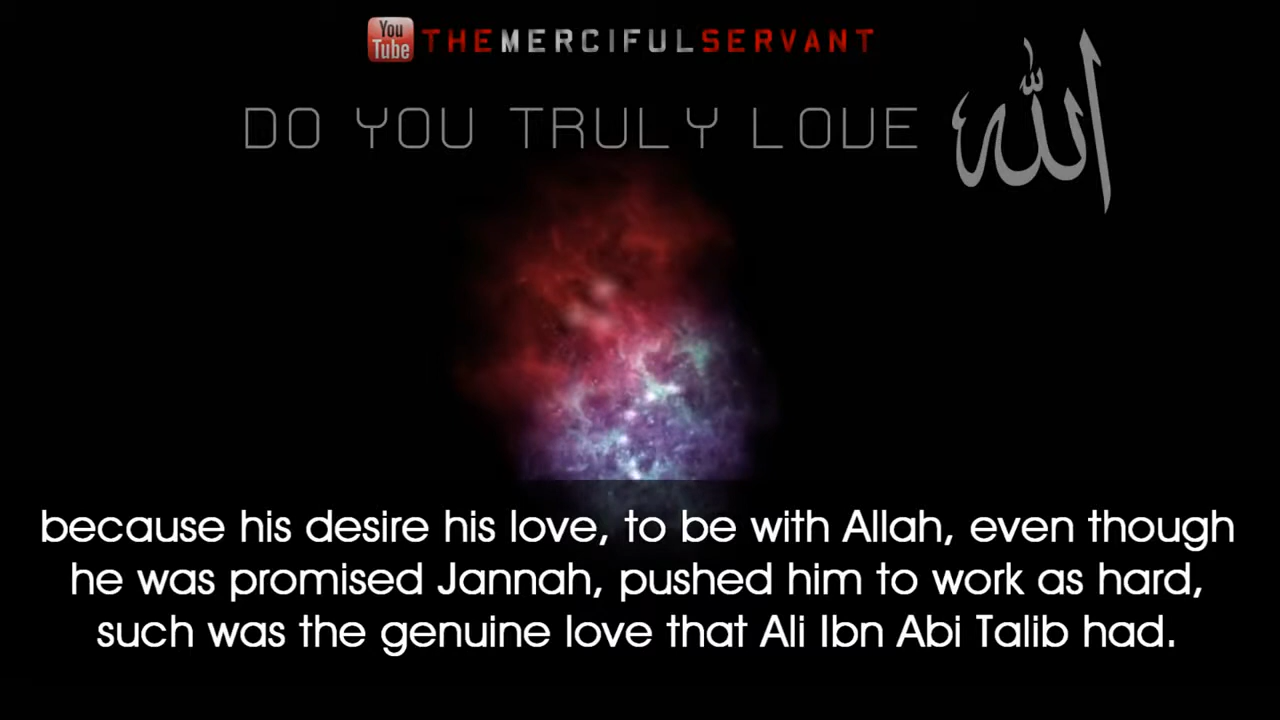 You Tube THEMERCIFULSERVANT
DO YOU TRULY LOVE الله
because his desire his love, to be with Allah, even though
he was promised Jannah, pushed him to work as hard,
such was the genuine love that Ali Ibn Abi Talib had.